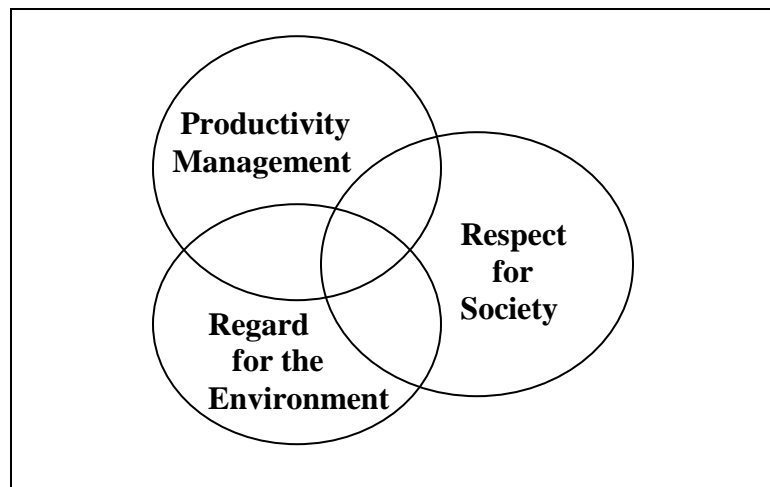 Productivity
Management
Respect
for
Society
Regard
for the
Environment